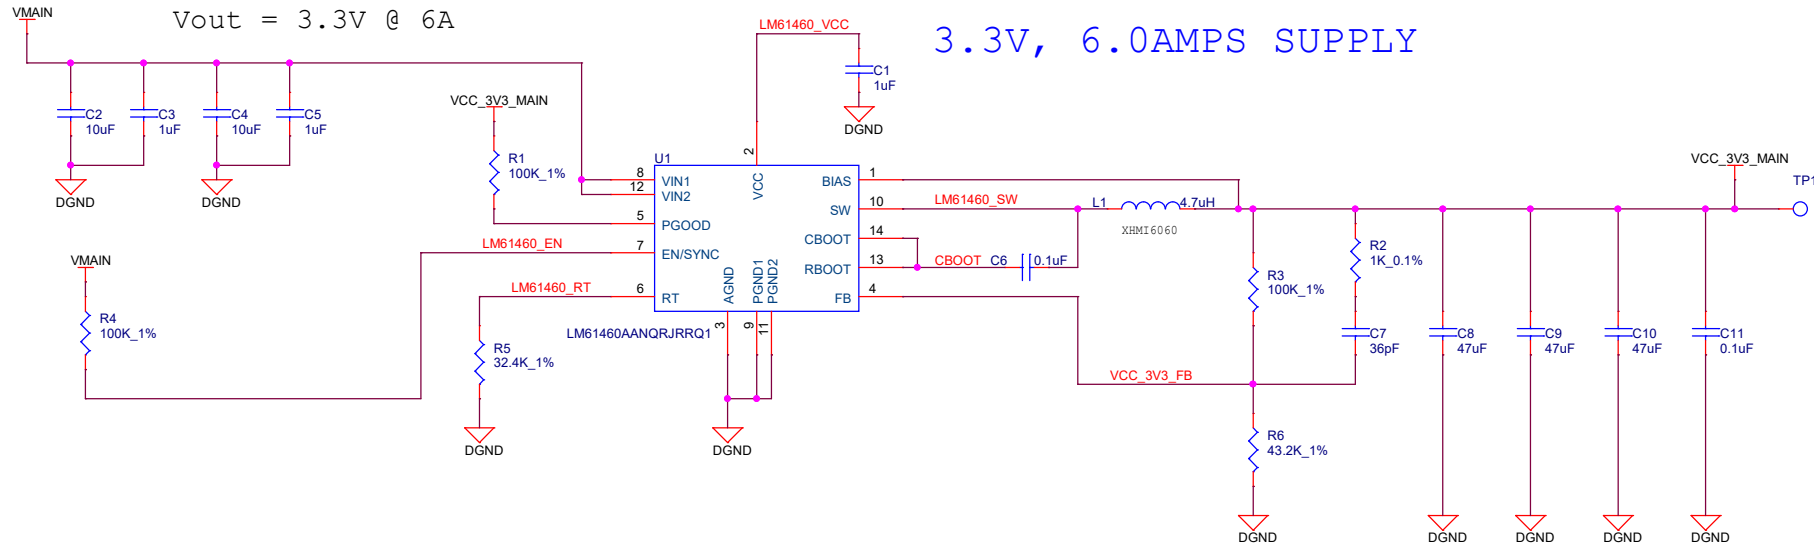 VMAIN
Vout = 3.3V @ 6A
LM61460_VCC
3.3V, 6.0AMPS SUPPLY
C1
1uF
DGND
C2
10uF
C3
1uF
C4
10uF
C5
1uF
DGND
DGND
VCC_3V3_MAIN
R1
100K_1%
U1
2
VCC
8
VIN1
12
VIN2
5
PGOOD
7
EN/SYNC
6
RT
AGND
PGND1
PGND2
3
9
11
BIAS
1
SW
10
CBOOT
14
RBOOT
13
FB
4
LM61460AANQRJRRQ1
LM61460_EN
LM61460_RT
VMAIN
R4
100K_1%
R5
32.4K_1%
DGND
DGND
LM61460_SW
L1
4.7uH
XHMI6060
CBOOT
C6
0.1uF
VCC_3V3_MAIN
TP1
R3
100K_1%
R2
1K_0.1%
C7
36pF
C8
47uF
C9
47uF
C10
47uF
C11
0.1uF
VCC_3V3_FB
R6
43.2K_1%
DGND
DGND
DGND
DGND
DGND